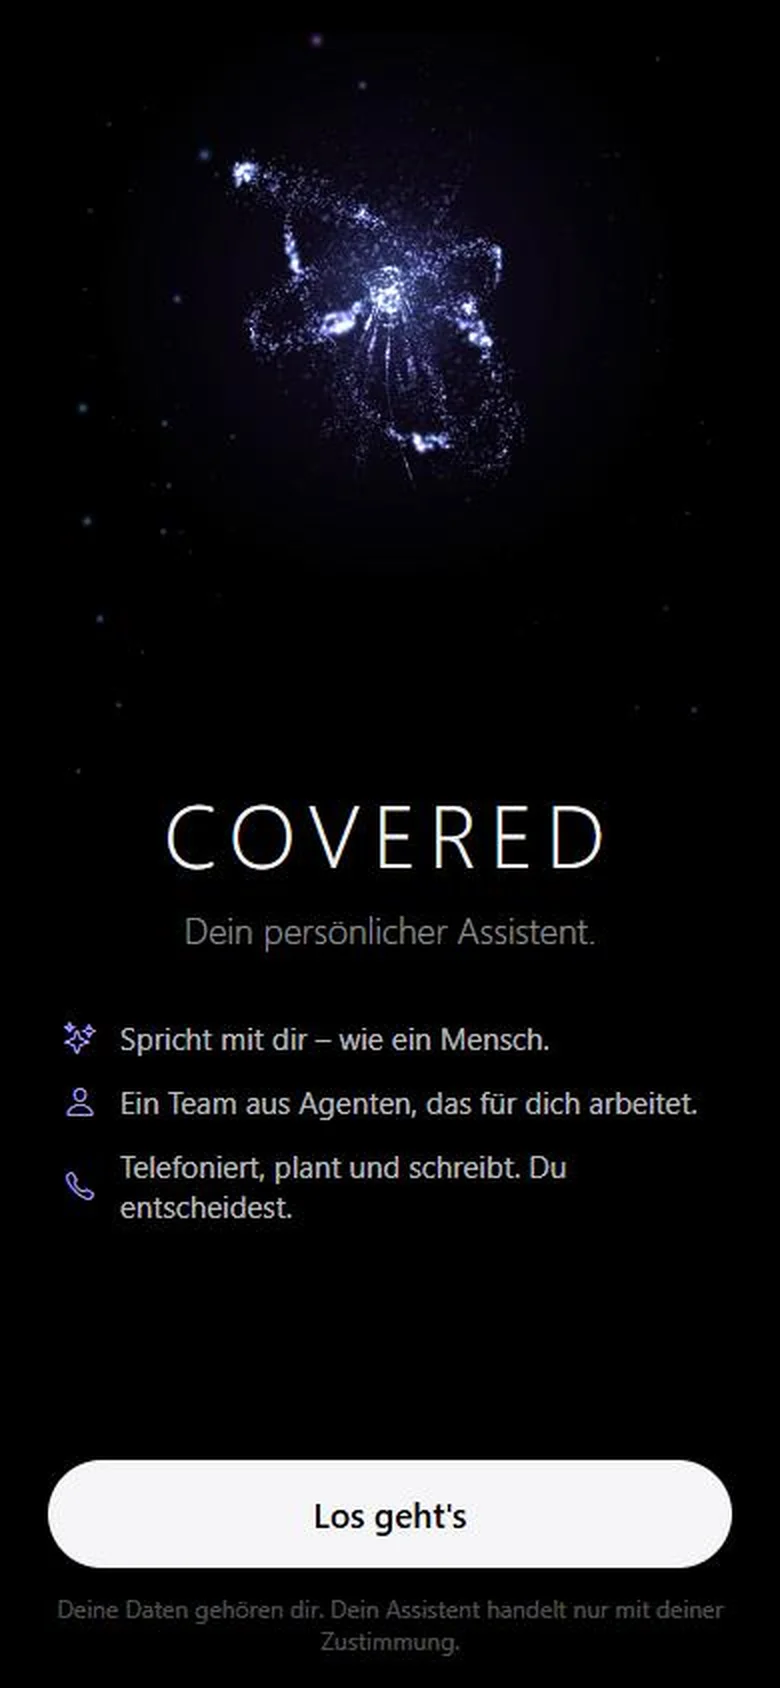 COVERED
Dein persönlicher Assistent.
Spricht mit dir – wie ein Mensch.
Ein Team aus Agenten, das für dich arbeitet.
Telefoniert, plant und schreibt. Du
entscheidest.
Los geht's
Deine Daten gehören dir. Dein Assistent handelt nur mit deiner
Zustimmung.